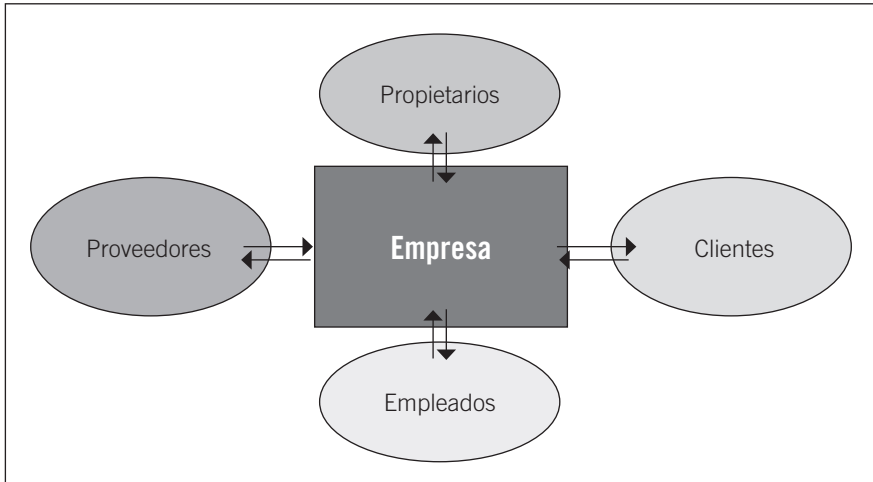 Propietarios
Proveedores
Empresa
Clientes
Empleados